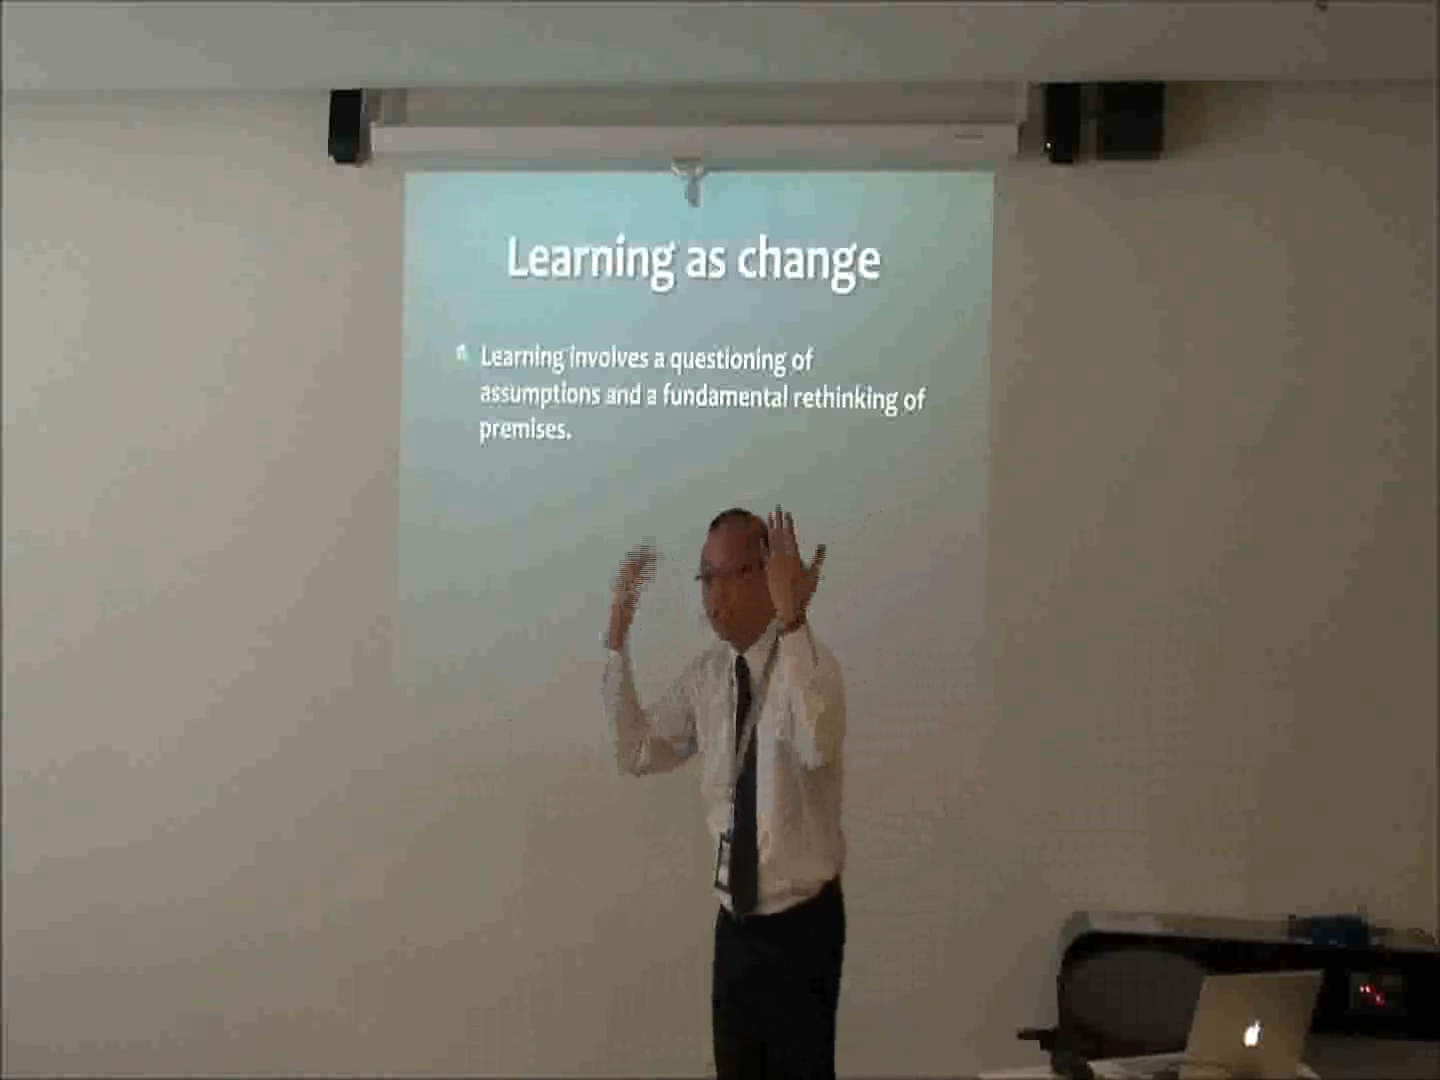 Learning as change
Learning involves a questioning of
assumptions and a fundamental rethinking of
premises.